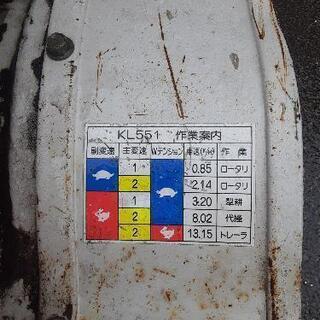 KL551 作業案内
副変速 主変速 Wテンション 車速(km/h) 作業
1 0.85 ロータリ
2 2.14 ロータリ
1 3.20 犁耕
2 8.02 代掻
2 13.15 トレーラ